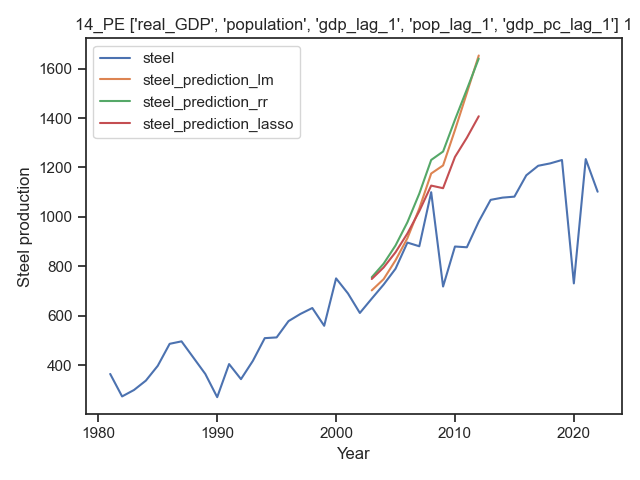 14_PE ['real_GDP', 'population', 'gdp_lag_1', 'pop_lag_1', 'gdp_pc_lag_1'] 1
steel
steel_prediction_lm
steel_prediction_rr
steel_prediction_lasso
Steel production
1600
1400
1200
1000
800
600
400
1980
1990
2000
2010
2020
Year